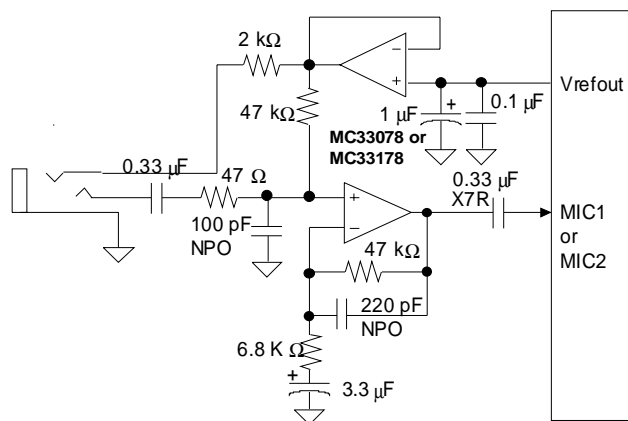 2 kΩ
–
+
Vrefout
47 kΩ
1 μF
+
0.1 μF
MC33078 or
MC33178
0.33 μF
47 Ω
0.33 μF
X7R
100 pF
NPO
+
–
MIC1
or
MIC2
47 kΩ
220 pF
NPO
6.8 K Ω
+
3.3 μF